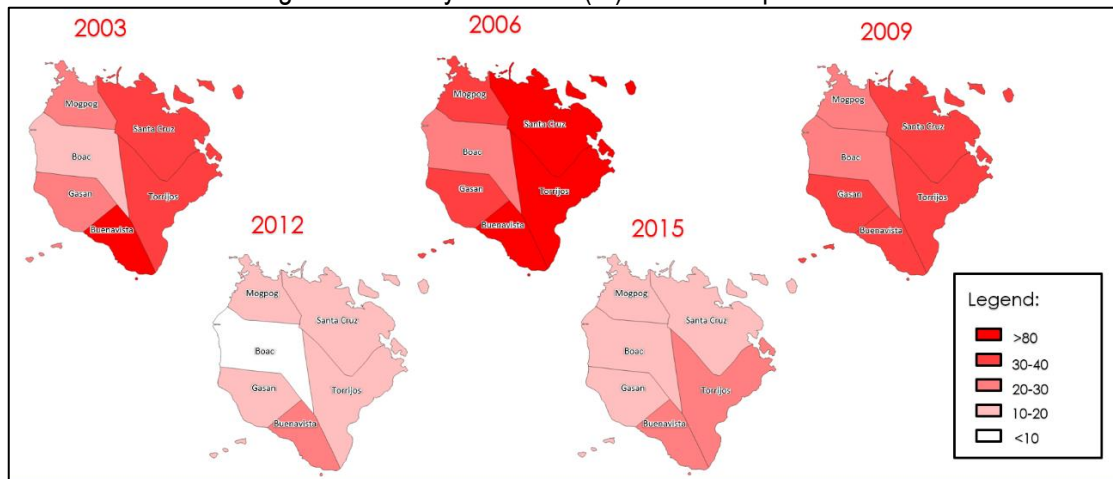 2003
Mogpog
Santa Cruz
Boac
Gasan
Torrijos
Buenavista
2006
Mogpog
Santa Cruz
Boac
Gasan
Torrijos
Buenavista
2009
Mogpog
Santa Cruz
Boac
Gasan
Torrijos
Buenavista
2012
Mogpog
Santa Cruz
Boac
Gasan
Torrijos
Buenavista
2015
Mogpog
Santa Cruz
Boac
Gasan
Torrijos
Buenavista
Legend:
>80
30-40
20-30
10-20
<10